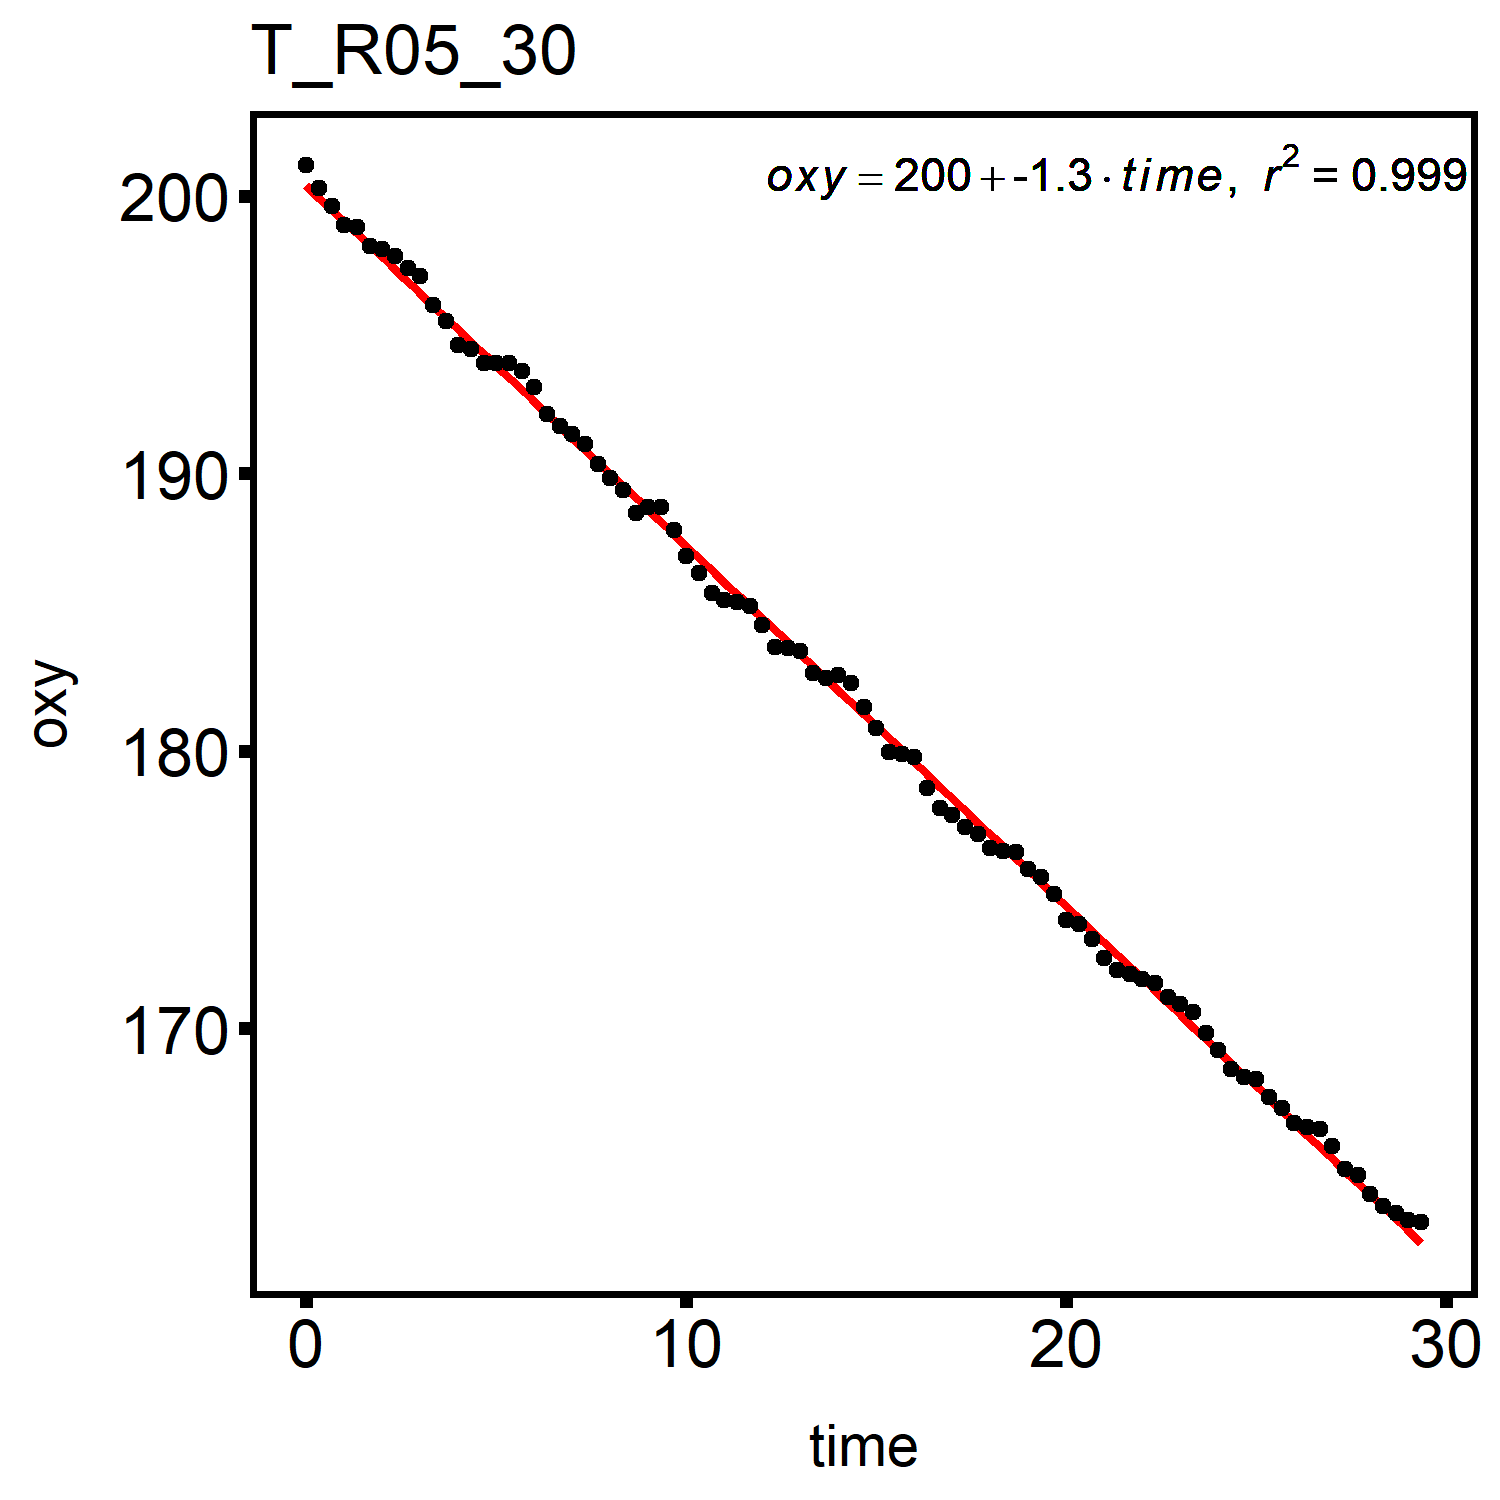 T_R05_30
oxy = 200 + -1.3 · time, r² = 0.999
200
190
180
170
oxy
0 10 20 30
time